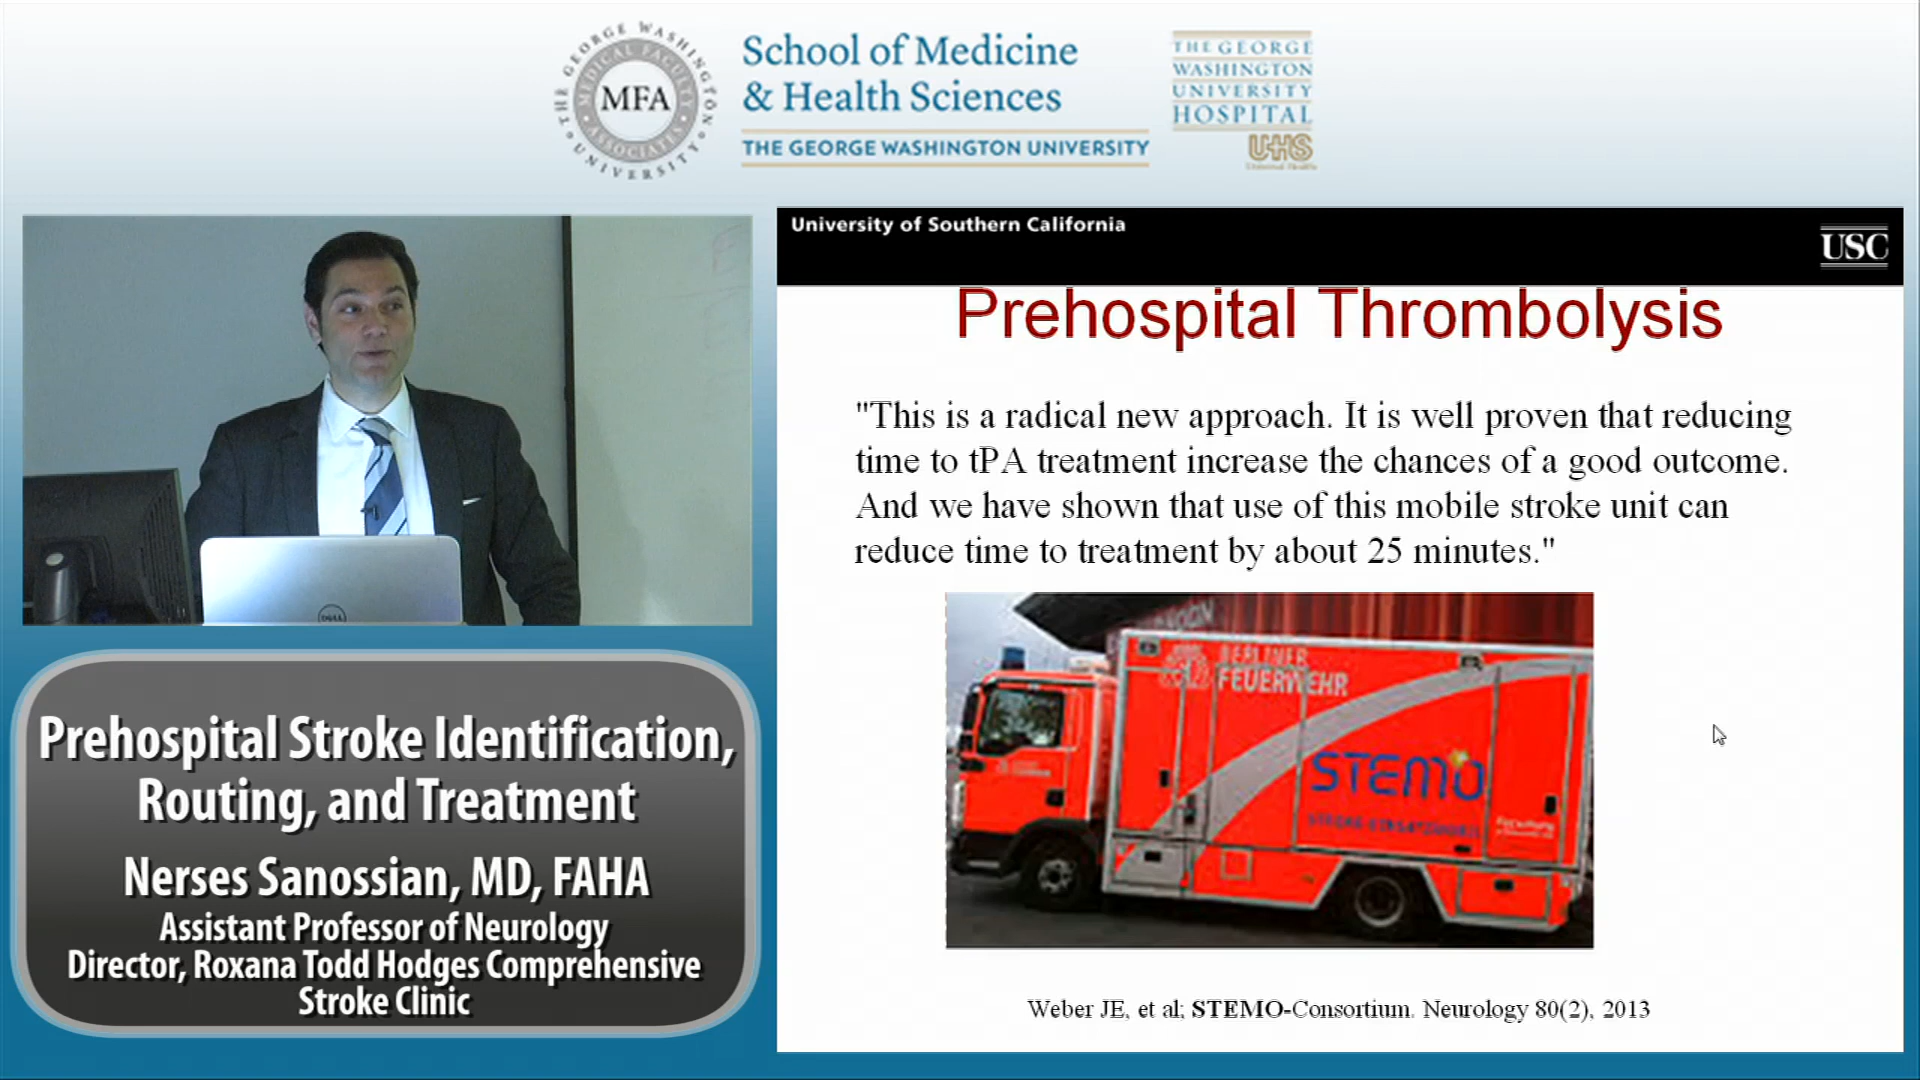 THE GEORGE WASHINGTON UNIVERSITY
MEDICAL FACULTY ASSOCIATES
MFA
School of Medicine
& Health Sciences
THE GEORGE WASHINGTON UNIVERSITY
THE GEORGE
WASHINGTON
UNIVERSITY
HOSPITAL
UHS
University of Southern California
USC
Prehospital Thrombolysis
"This is a radical new approach. It is well proven that reducing
time to tPA treatment increase the chances of a good outcome.
And we have shown that use of this mobile stroke unit can
reduce time to treatment by about 25 minutes."
BERLINER
FEUERWEHR
STEMO
Weber JE, et al; STEMO-Consortium. Neurology 80(2), 2013
DELL
Prehospital Stroke Identification,
Routing, and Treatment
Nerses Sanossian, MD, FAHA
Assistant Professor of Neurology
Director, Roxana Todd Hodges Comprehensive
Stroke Clinic